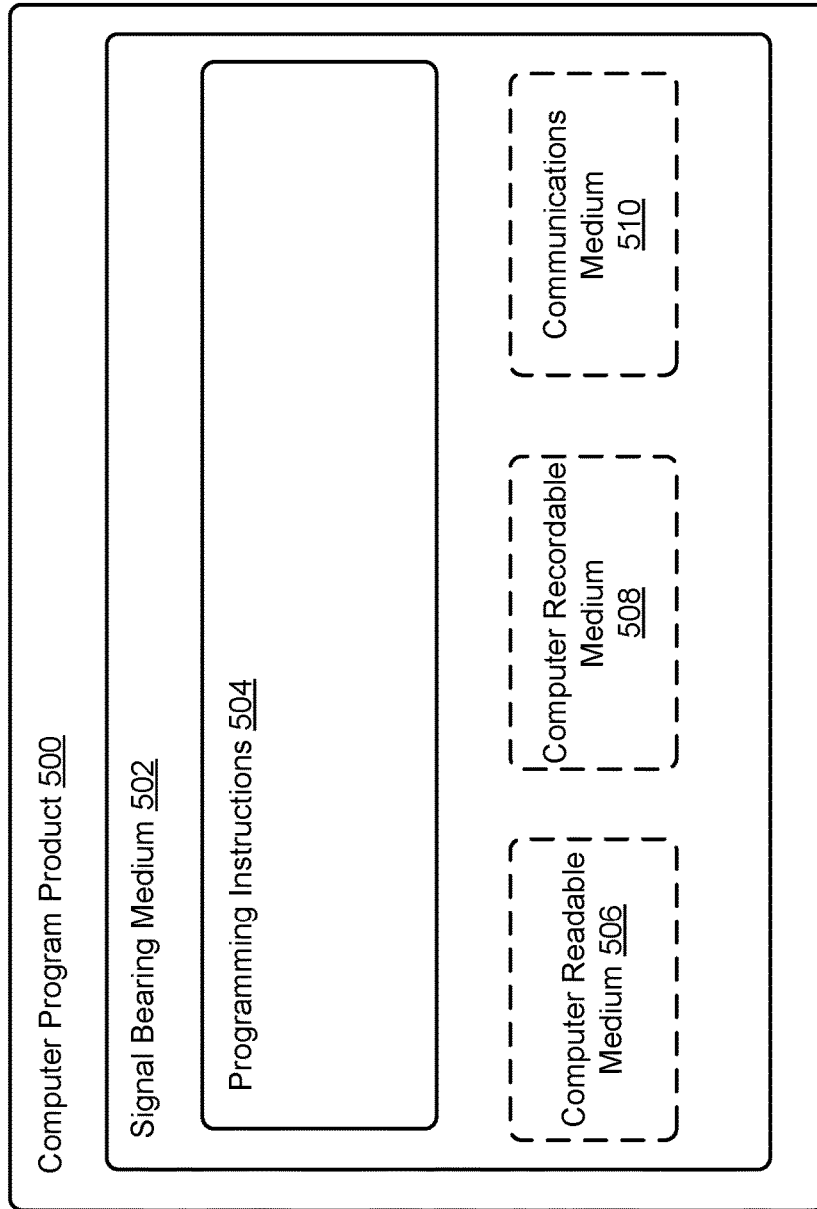 Computer Program Product 500
Signal Bearing Medium 502
Programming Instructions 504
Computer Readable
Medium 506
Computer Recordable
Medium
508
Communications
Medium
510